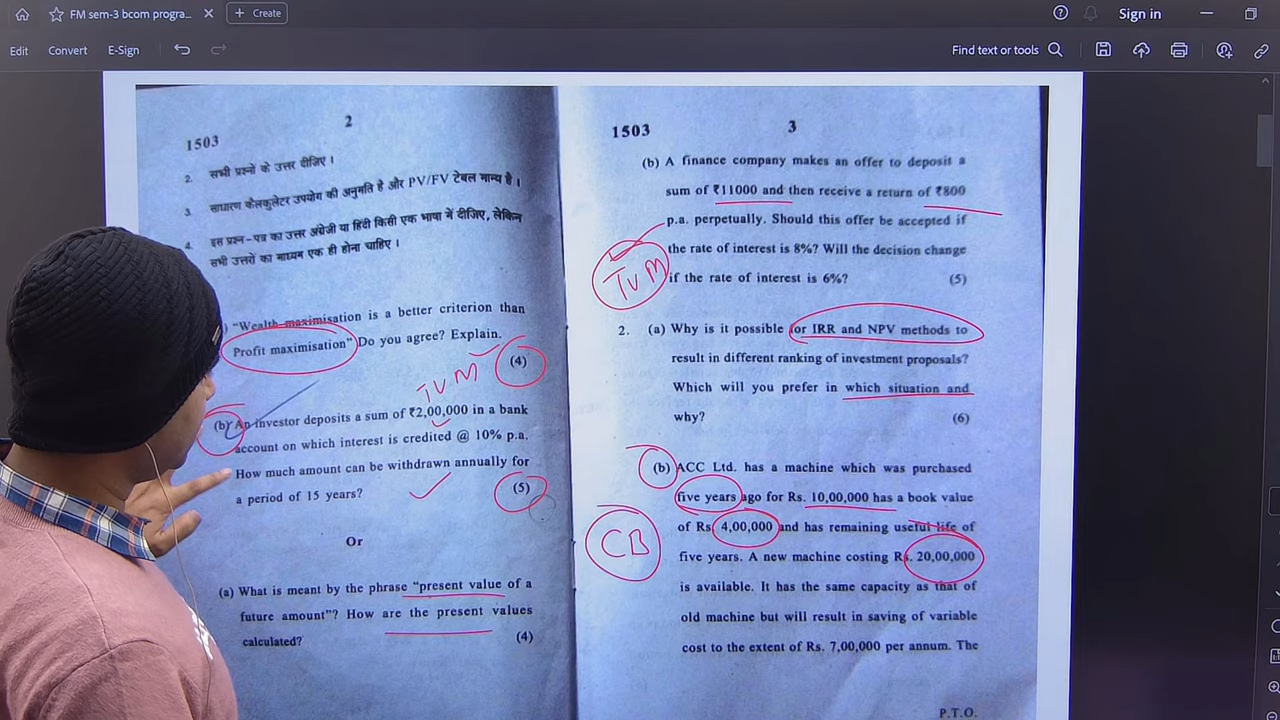 FM sem-3 bcom progra...
Create
Sign in
Edit
Convert
E-Sign
Find text or tools
1503
2
2. सभी प्रश्नों के उत्तर दीजिए ।
3. साधारण कैलकुलेटर उपयोग की अनुमति है और PV/FV टेबल मान्य है ।
4. इस प्रश्न-पत्र का उत्तर अंग्रेजी या हिंदी किसी एक भाषा में दीजिए, लेकिन
सभी उत्तरों का माध्यम एक ही होना चाहिए ।
) “Wealth maximisation is a better criterion than
Profit maximisation” Do you agree? Explain.
(4)
TVM
(b) An investor deposits a sum of ₹2,00,000 in a bank
account on which interest is credited @ 10% p.a.
How much amount can be withdrawn annually for
a period of 15 years?
(5)
Or
(a) What is meant by the phrase “present value of a
future amount”? How are the present values
calculated?
(4)
1503
3
(b) A finance company makes an offer to deposit a
sum of ₹11000 and then receive a return of ₹800
p.a. perpetually. Should this offer be accepted if
the rate of interest is 8%? Will the decision change
if the rate of interest is 6%?
(5)
TVM
2. (a) Why is it possible for IRR and NPV methods to
result in different ranking of investment proposals?
Which will you prefer in which situation and
why?
(6)
(b) ACC Ltd. has a machine which was purchased
five years ago for Rs. 10,00,000 has a book value
of Rs 4,00,000 and has remaining useful life of
five years. A new machine costing Rs. 20,00,000
is available. It has the same capacity as that of
old machine but will result in saving of variable
cost to the extent of Rs. 7,00,000 per annum. The
CB
P.T.O.